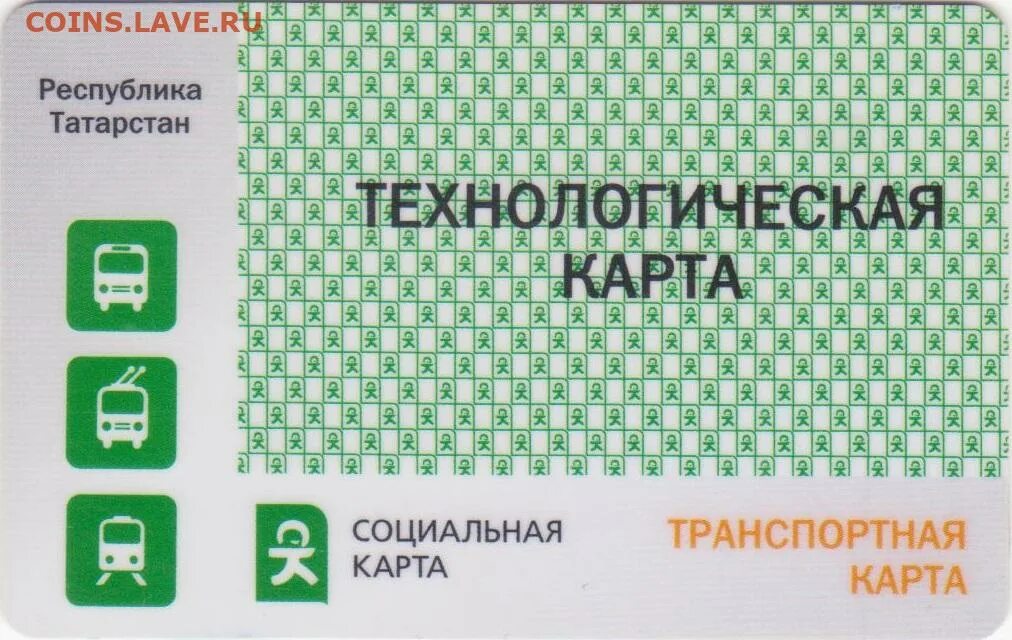 COINS.LAVE.RU
Республика
Татарстан
ТЕХНОЛОГИЧЕСКАЯ
КАРТА
СОЦИАЛЬНАЯ
КАРТА
ТРАНСПОРТНАЯ
КАРТА